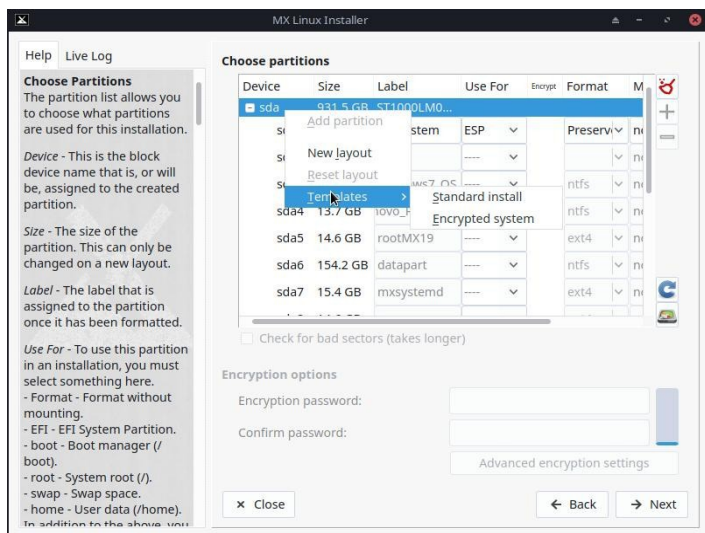 MX Linux Installer
Help Live Log
Choose Partitions
The partition list allows you
to choose what partitions
are used for this installation.
Device - This is the block
device name that is, or will
be, assigned to the created
partition.
Size - The size of the
partition. This can only be
changed on a new layout.
Label - The label that is
assigned to the partition
once it has been formatted.
Use For - To use this partition
in an installation, you must
select something here.
- Format - Format without
mounting.
- EFI - EFI System Partition.
- boot - Boot manager (/
boot).
- root - System root (/).
- swap - Swap space.
- home - User data (/home).
In addition to the above, you
Choose partitions
Device Size Label Use For Encrypt Format M
sda 931.5 GB ST1000LM0...
Add partition
stem ESP Preserv
New layout
----
Reset layout
ws7_OS ---- ntfs
Templates
Standard install
Encrypted system
sda4 13.7 GB ntfs
sda5 14.6 GB rootMX19 ---- ext4
sda6 154.2 GB datapart ---- ntfs
sda7 15.4 GB mxsystemd ---- ext4
Check for bad sectors (takes longer)
Encryption options
Encryption password:
Confirm password:
Advanced encryption settings
Close
Back
Next